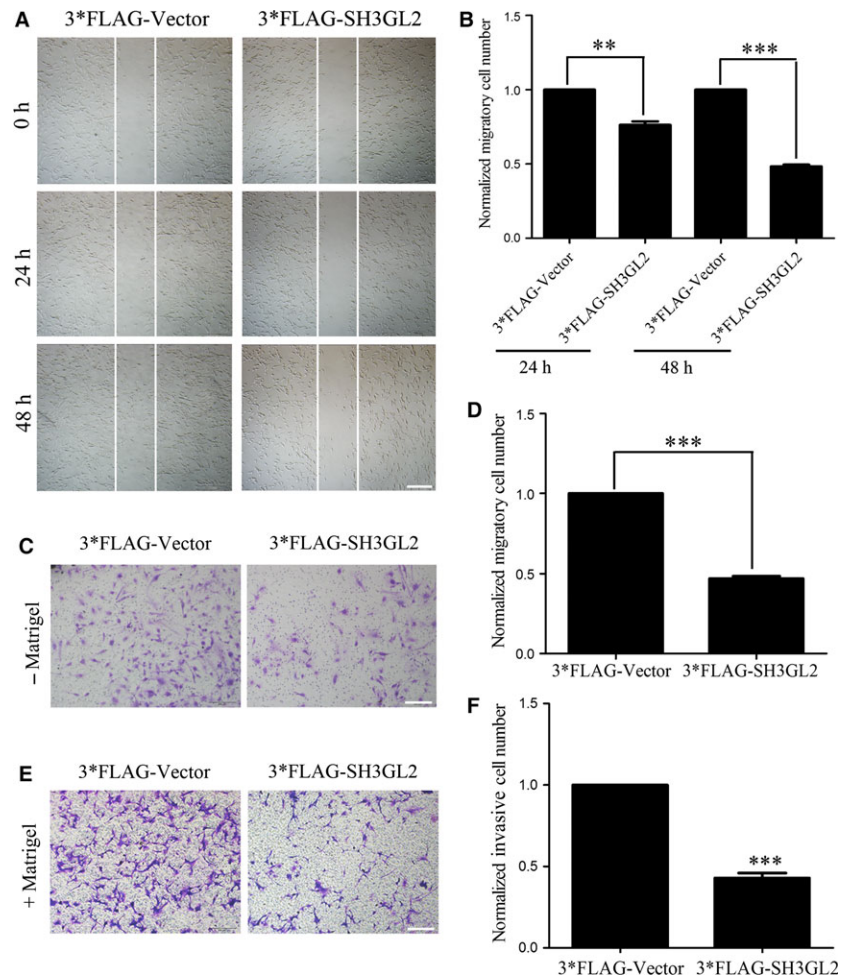 A
3*FLAG-Vector
3*FLAG-SH3GL2
0 h
24 h
48 h
B
Normalized migratory cell number
1.5
1.0
0.5
0.0
**
***
3*FLAG-Vector
3*FLAG-SH3GL2
3*FLAG-Vector
3*FLAG-SH3GL2
24 h
48 h
C
3*FLAG-Vector
3*FLAG-SH3GL2
– Matrigel
D
Normalized migratory cell number
1.5
1.0
0.5
0.0
***
3*FLAG-Vector
3*FLAG-SH3GL2
E
3*FLAG-Vector
3*FLAG-SH3GL2
+ Matrigel
F
Normalized invasive cell number
1.5
1.0
0.5
0.0
***
3*FLAG-Vector
3*FLAG-SH3GL2